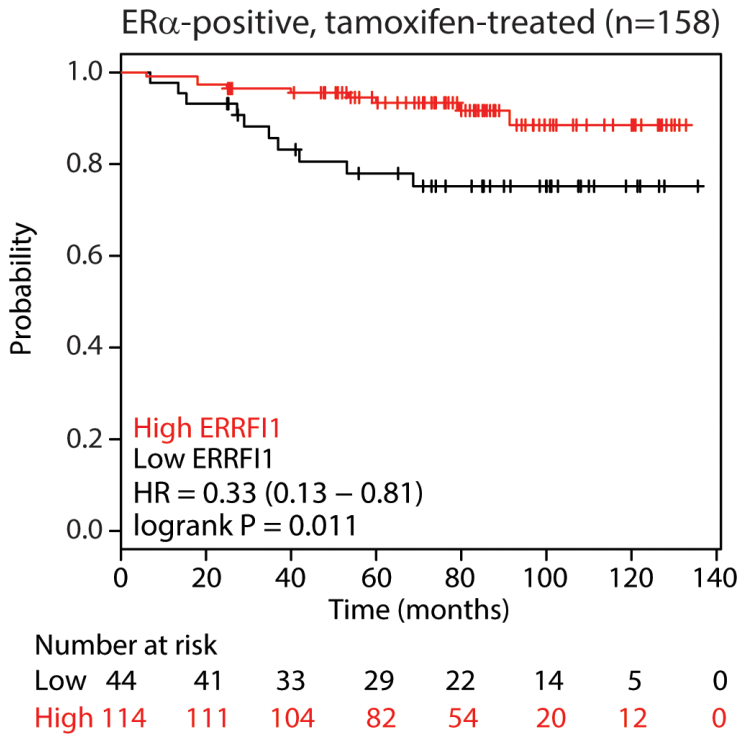 ERα-positive, tamoxifen-treated (n=158)
1.0
0.8
0.6
0.4
0.2
0.0
Probability
High ERRFI1
Low ERRFI1
HR = 0.33 (0.13 – 0.81)
logrank P = 0.011
0 20 40 60 80 100 120 140
Time (months)
Number at risk
Low 44 41 33 29 22 14 5 0
High 114 111 104 82 54 20 12 0